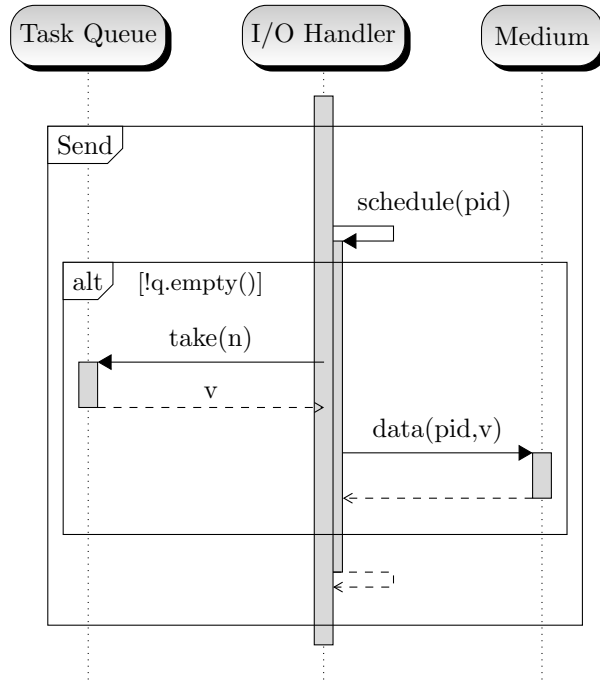 Task Queue
I/O Handler
Medium
Send
schedule(pid)
alt
[!q.empty()]
take(n)
v
data(pid,v)